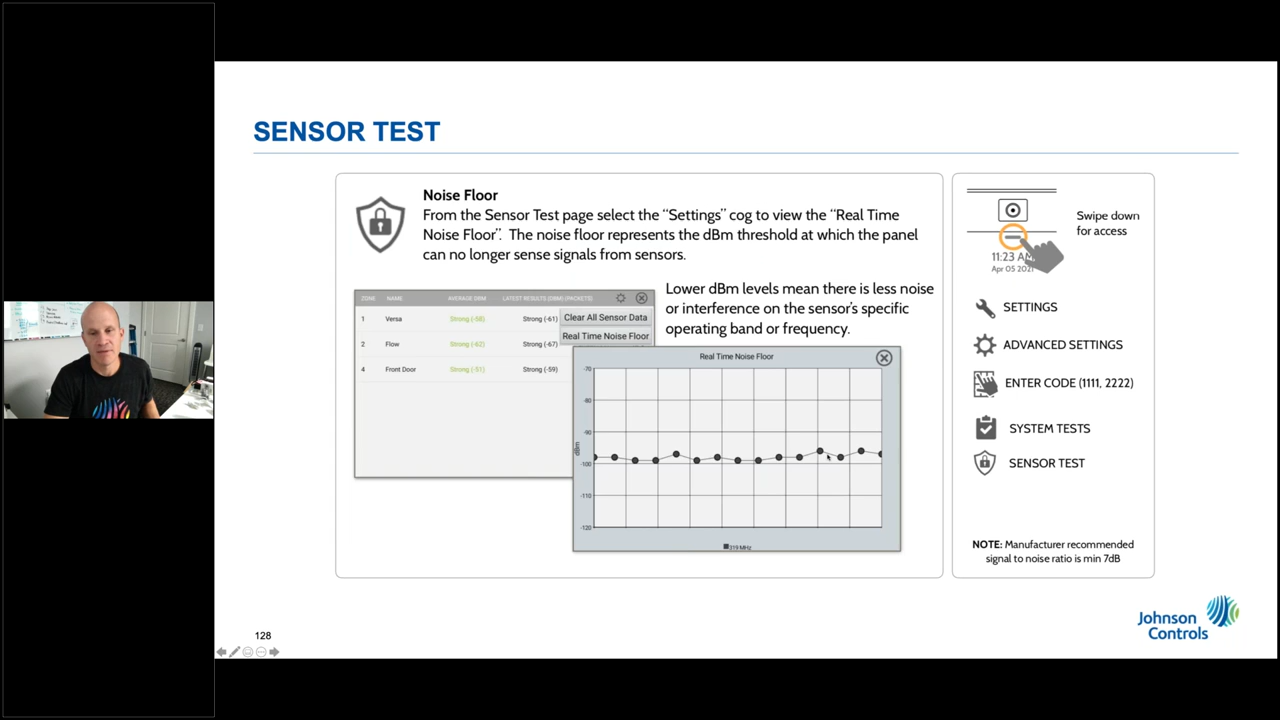 SENSOR TEST
Noise Floor
From the Sensor Test page select the “Settings” cog to view the “Real Time
Noise Floor”. The noise floor represents the dBm threshold at which the panel
can no longer sense signals from sensors.
Lower dBm levels mean there is less noise
or interference on the sensor's specific
operating band or frequency.
ZONE NAME AVERAGE DBM LATEST RESULTS (DBM) (PACKETS)
1 Versa Strong (-58) Strong (-61)
2 Flow Strong (-62) Strong (-67)
4 Front Door Strong (-51) Strong (-59)
Clear All Sensor Data
Real Time Noise Floor
Real Time Noise Floor
-70
-80
-90
dBm
-100
-110
-120
319 MHz
Swipe down
for access
11:23 AM
Apr 05 2021
SETTINGS
ADVANCED SETTINGS
ENTER CODE (1111, 2222)
SYSTEM TESTS
SENSOR TEST
NOTE: Manufacturer recommended
signal to noise ratio is min 7dB
Johnson
Controls
128